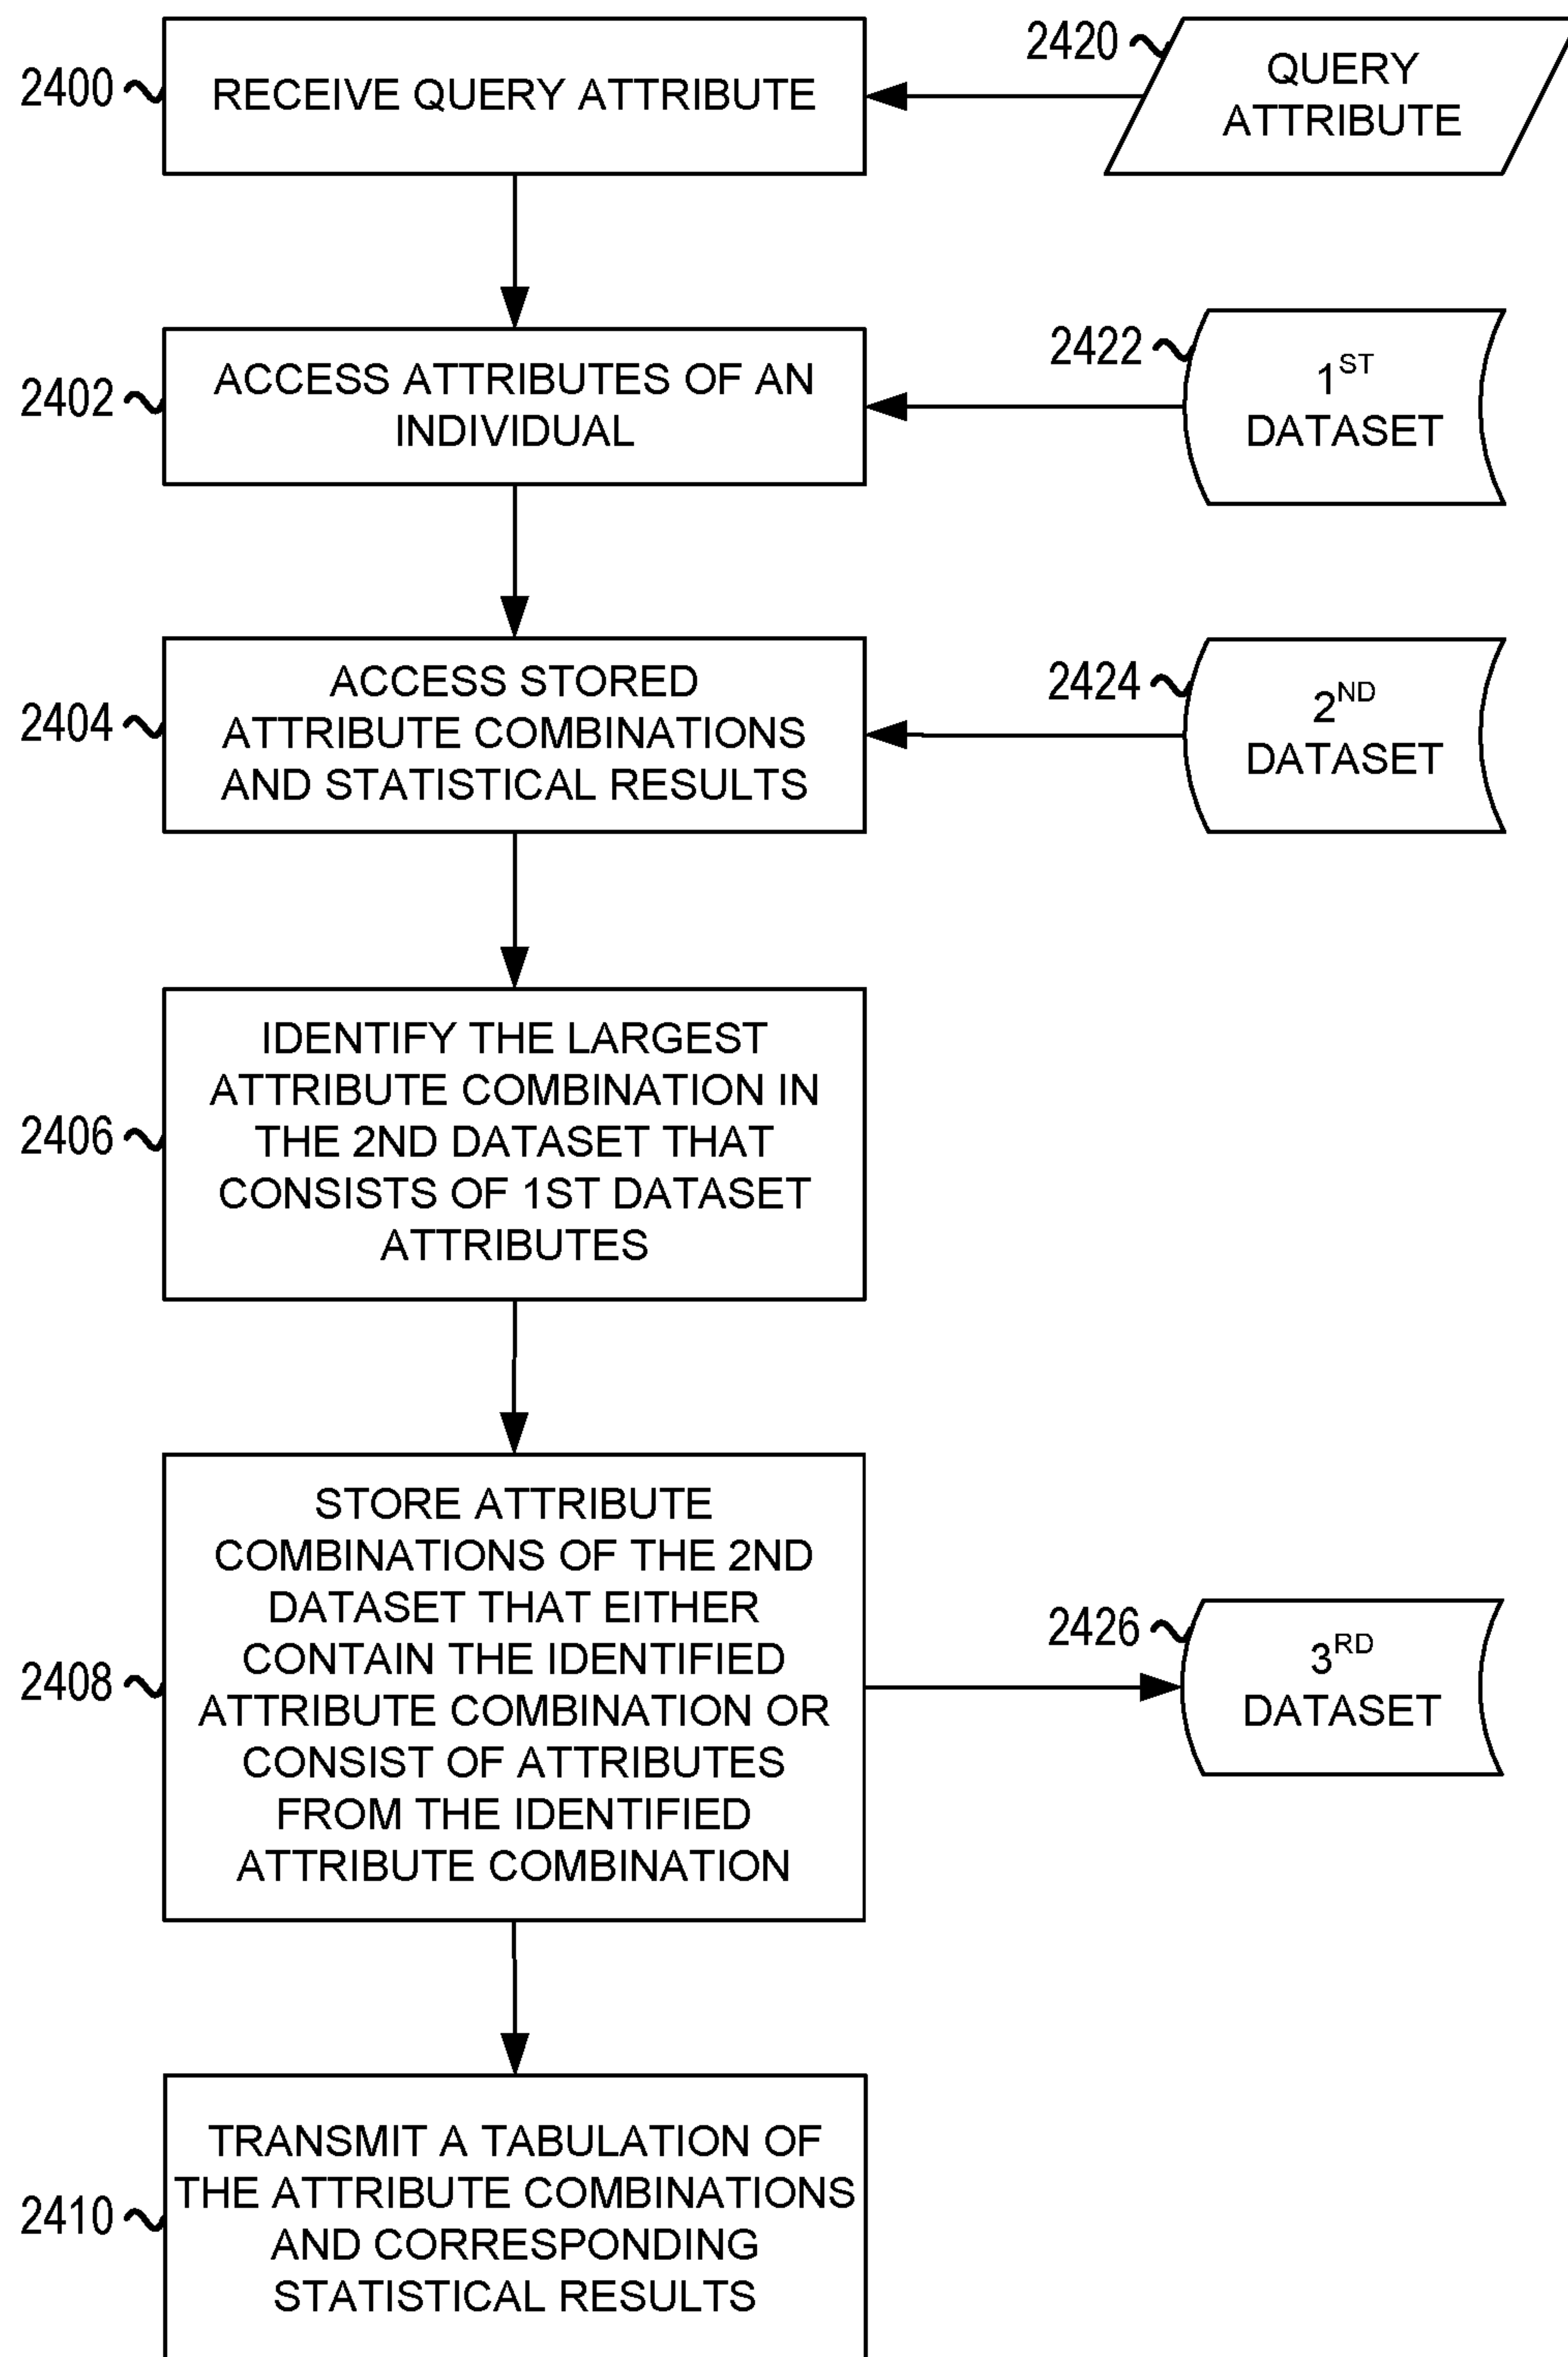 2400
RECEIVE QUERY ATTRIBUTE
2420
QUERY
ATTRIBUTE
2402
ACCESS ATTRIBUTES OF AN
INDIVIDUAL
2422
1ST
DATASET
2404
ACCESS STORED
ATTRIBUTE COMBINATIONS
AND STATISTICAL RESULTS
2424
2ND
DATASET
2406
IDENTIFY THE LARGEST
ATTRIBUTE COMBINATION IN
THE 2ND DATASET THAT
CONSISTS OF 1ST DATASET
ATTRIBUTES
2408
STORE ATTRIBUTE
COMBINATIONS OF THE 2ND
DATASET THAT EITHER
CONTAIN THE IDENTIFIED
ATTRIBUTE COMBINATION OR
CONSIST OF ATTRIBUTES
FROM THE IDENTIFIED
ATTRIBUTE COMBINATION
2426
3RD
DATASET
2410
TRANSMIT A TABULATION OF
THE ATTRIBUTE COMBINATIONS
AND CORRESPONDING
STATISTICAL RESULTS